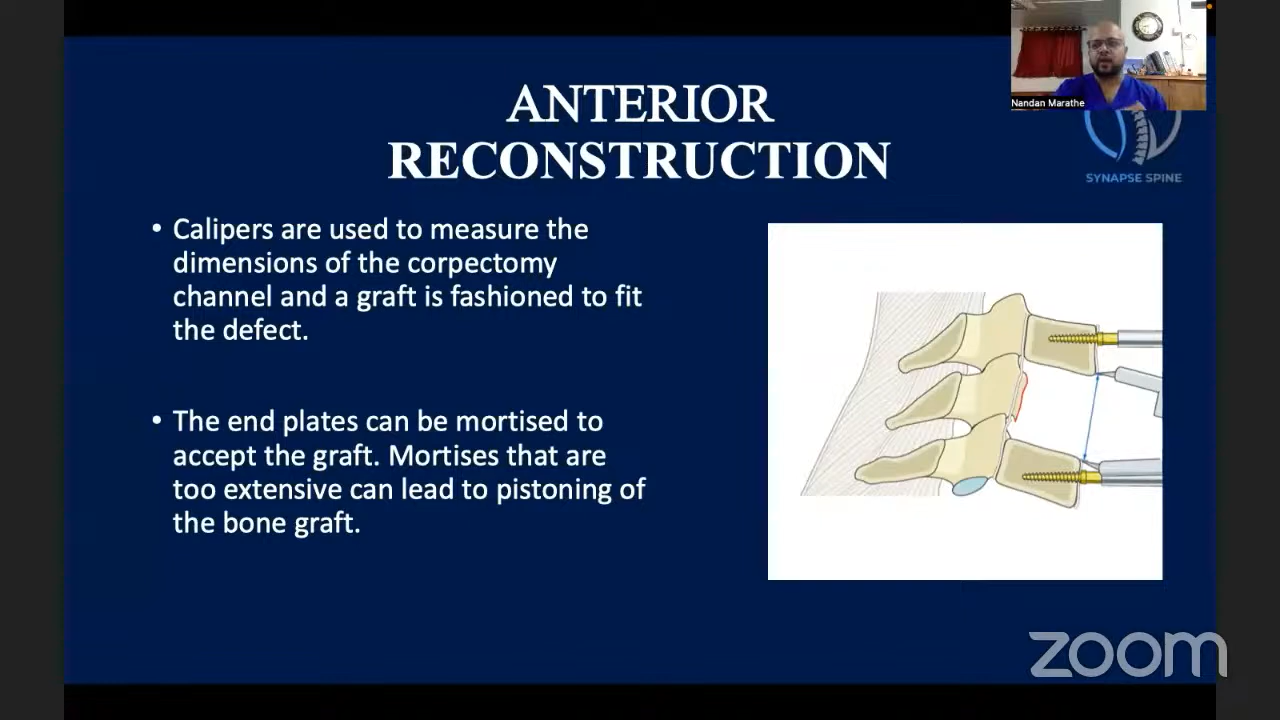 Nandan Marathe
SYNAPSE SPINE
ANTERIOR
RECONSTRUCTION
• Calipers are used to measure the
dimensions of the corpectomy
channel and a graft is fashioned to fit
the defect.
• The end plates can be mortised to
accept the graft. Mortises that are
too extensive can lead to pistoning of
the bone graft.
zoom